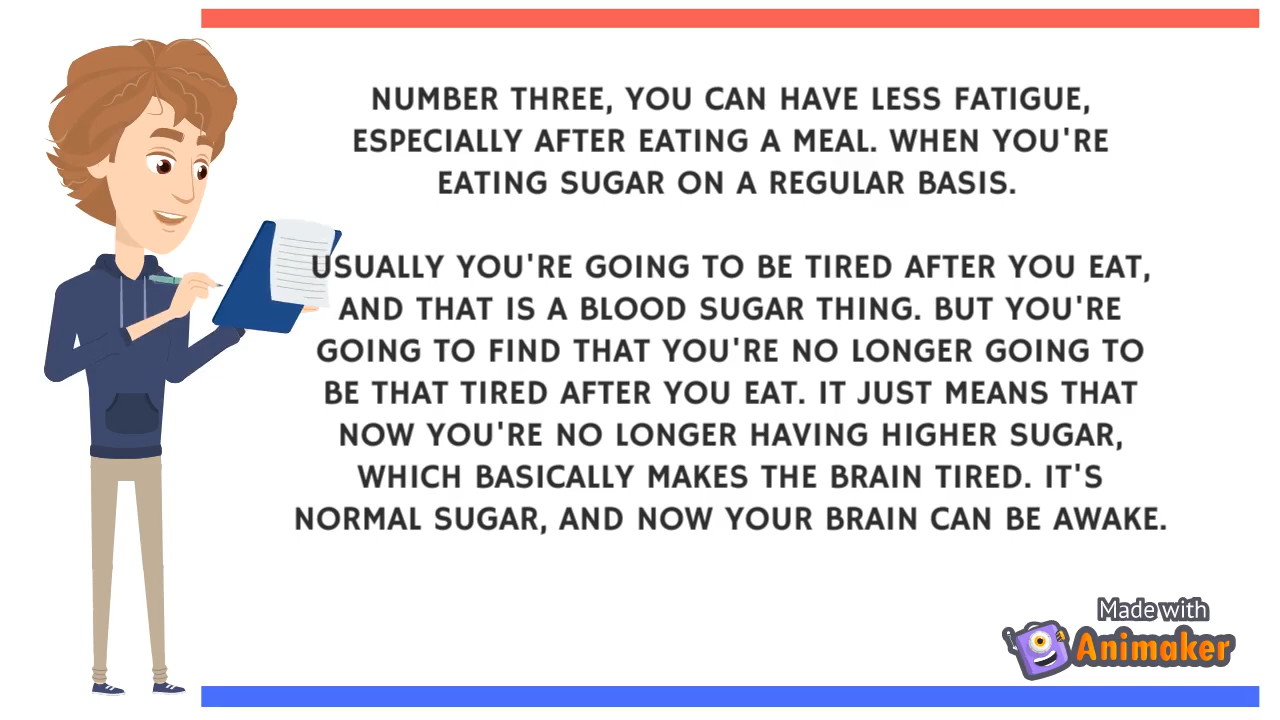 NUMBER THREE, YOU CAN HAVE LESS FATIGUE,
ESPECIALLY AFTER EATING A MEAL. WHEN YOU'RE
EATING SUGAR ON A REGULAR BASIS.
USUALLY YOU'RE GOING TO BE TIRED AFTER YOU EAT,
AND THAT IS A BLOOD SUGAR THING. BUT YOU'RE
GOING TO FIND THAT YOU'RE NO LONGER GOING TO
BE THAT TIRED AFTER YOU EAT. IT JUST MEANS THAT
NOW YOU'RE NO LONGER HAVING HIGHER SUGAR,
WHICH BASICALLY MAKES THE BRAIN TIRED. IT'S
NORMAL SUGAR, AND NOW YOUR BRAIN CAN BE AWAKE.
Made with
Animaker